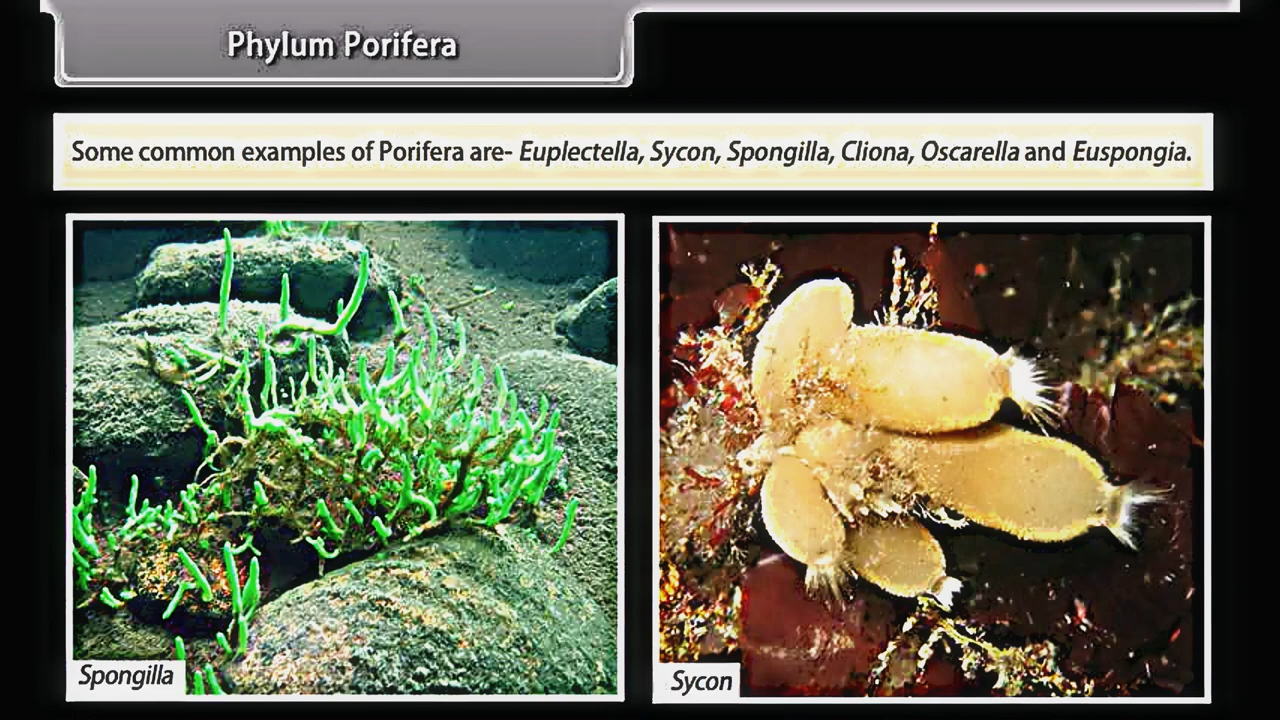 Phylum Porifera
Some common examples of Porifera are- Euplectella, Sycon, Spongilla, Cliona, Oscarella and Euspongia.
Spongilla
Sycon